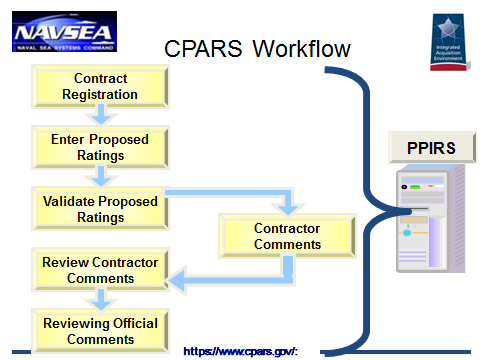 NAVSEA
NAVAL SEA SYSTEMS COMMAND
CPARS Workflow
Integrated
Acquisition
Environment
Contract
Registration
Enter Proposed
Ratings
Validate Proposed
Ratings
Contractor
Comments
Review Contractor
Comments
Reviewing Official
Comments
PPIRS
https://www.cpars.gov/: